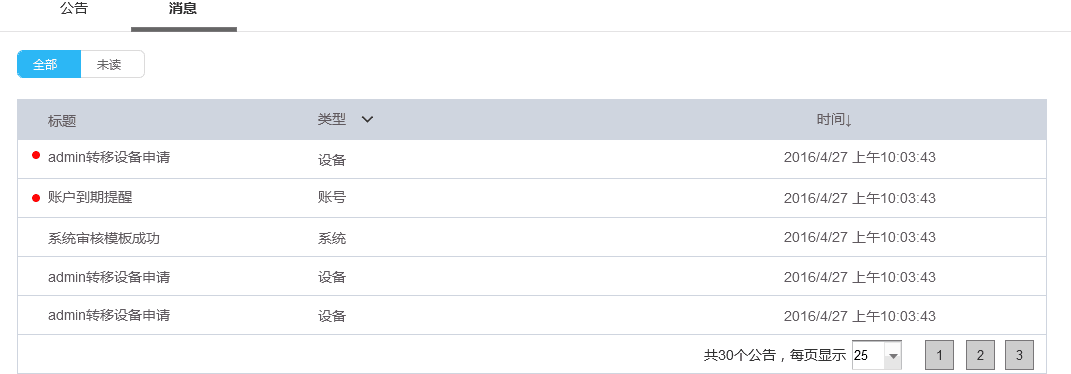 公告 消息
全部 未读
标题 类型 时间↓
admin转移设备申请 设备 2016/4/27 上午10:03:43
账户到期提醒 账号 2016/4/27 上午10:03:43
系统审核模板成功 系统 2016/4/27 上午10:03:43
admin转移设备申请 设备 2016/4/27 上午10:03:43
admin转移设备申请 设备 2016/4/27 上午10:03:43
共30个公告，每页显示 25 1 2 3